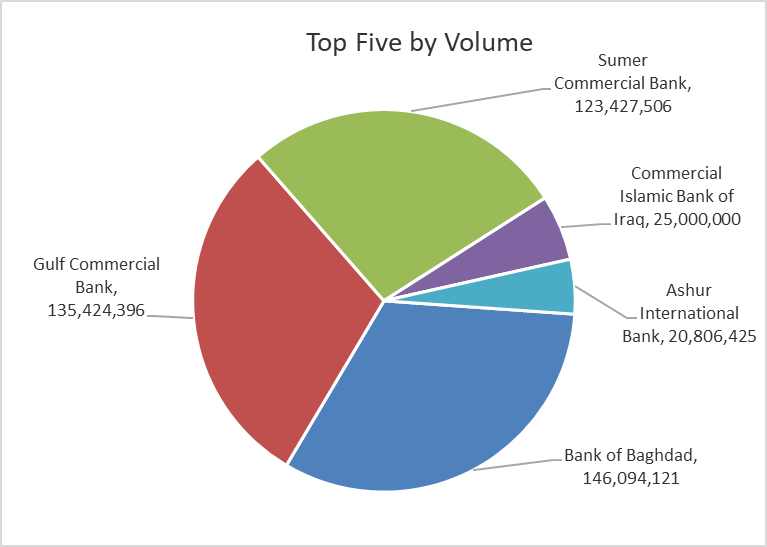 Top Five by Volume
Sumer
Commercial Bank,
123,427,506
Commercial
Islamic Bank of
Iraq, 25,000,000
Gulf Commercial
Bank,
135,424,396
Ashur
International
Bank, 20,806,425
Bank of Baghdad,
146,094,121